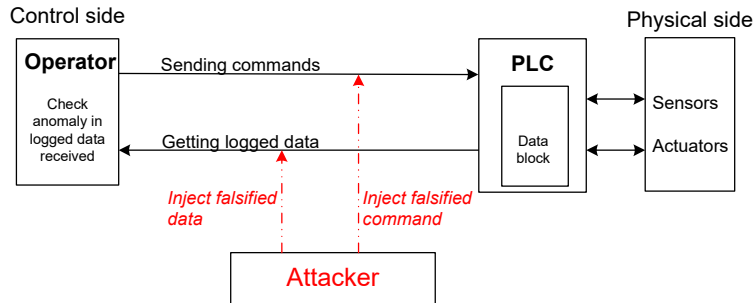 Control side
Physical side
Operator
Sending commands
PLC
Check
anomaly in
logged data
received
Sensors
Getting logged data
Data
block
Actuators
Inject falsified
data
Inject falsified
command
Attacker